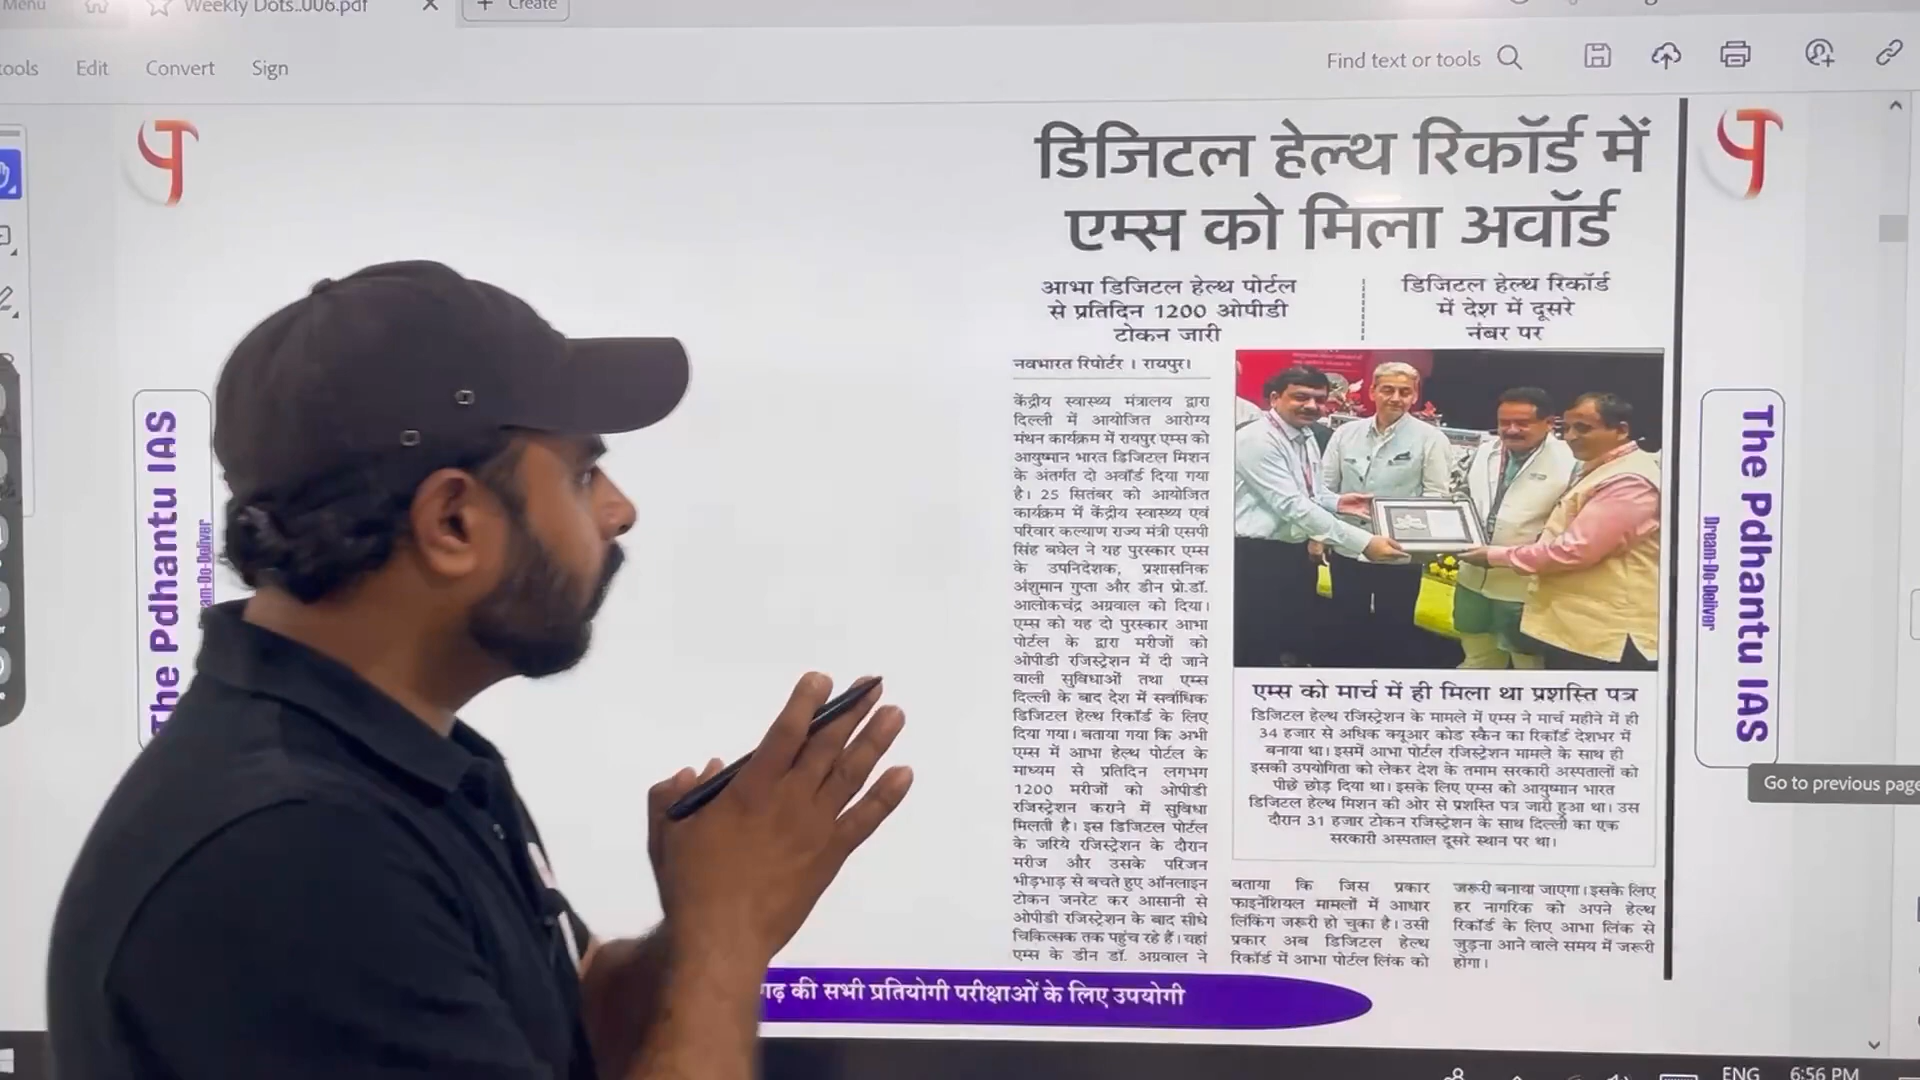 Menu
Weekly Dots..006.pdf
Create
tools Edit Convert Sign
Find text or tools
डिजिटल हेल्थ रिकॉर्ड में
एम्स को मिला अवॉर्ड
आभा डिजिटल हेल्थ पोर्टल
से प्रतिदिन 1200 ओपीडी
टोकन जारी
डिजिटल हेल्थ रिकॉर्ड
में देश में दूसरे
नंबर पर
नवभारत रिपोर्टर । रायपुर।
केंद्रीय स्वास्थ्य मंत्रालय द्वारा
दिल्ली में आयोजित आरोग्य
मंथन कार्यक्रम में रायपुर एम्स को
आयुष्मान भारत डिजिटल मिशन
के अंतर्गत दो अवॉर्ड दिया गया
है। 25 सितंबर को आयोजित
कार्यक्रम में केंद्रीय स्वास्थ्य एवं
परिवार कल्याण राज्य मंत्री एसपी
सिंह बघेल ने यह पुरस्कार एम्स
के उपनिदेशक, प्रशासनिक
अंशुमान गुप्ता और डीन प्रो.डॉ.
आलोकचंद्र अग्रवाल को दिया।
एम्स को यह दो पुरस्कार आभा
पोर्टल के द्वारा मरीजों को
ओपीडी रजिस्ट्रेशन में दी जाने
वाली सुविधाओं तथा एम्स
दिल्ली के बाद देश में सर्वाधिक
डिजिटल हेल्थ रिकॉर्ड के लिए
दिया गया। बताया गया कि अभी
एम्स में आभा हेल्थ पोर्टल के
माध्यम से प्रतिदिन लगभग
1200 मरीजों को ओपीडी
रजिस्ट्रेशन कराने में सुविधा
मिलती है। इस डिजिटल पोर्टल
के जरिये रजिस्ट्रेशन के दौरान
मरीज और उसके परिजन
भीड़भाड़ से बचते हुए ऑनलाइन
टोकन जनरेट कर आसानी से
ओपीडी रजिस्ट्रेशन के बाद सीधे
चिकित्सक तक पहुंच रहे हैं। यहां
एम्स के डीन डॉ. अग्रवाल ने
एम्स को मार्च में ही मिला था प्रशस्ति पत्र
डिजिटल हेल्थ रजिस्ट्रेशन के मामले में एम्स ने मार्च महीने में ही
34 हजार से अधिक क्यूआर कोड स्कैन का रिकॉर्ड देशभर में
बनाया था। इसमें आभा पोर्टल रजिस्ट्रेशन मामले के साथ ही
इसकी उपयोगिता को लेकर देश के तमाम सरकारी अस्पतालों को
पीछे छोड़ दिया था। इसके लिए एम्स को आयुष्मान भारत
डिजिटल हेल्थ मिशन की ओर से प्रशस्ति पत्र जारी हुआ था। उस
दौरान 31 हजार टोकन रजिस्ट्रेशन के साथ दिल्ली का एक
सरकारी अस्पताल दूसरे स्थान पर था।
बताया कि जिस प्रकार
फाइनेंशियल मामलों में आधार
लिंकिंग जरूरी हो चुका है। उसी
प्रकार अब डिजिटल हेल्थ
रिकॉर्ड में आभा पोर्टल लिंक को
जरूरी बनाया जाएगा। इसके लिए
हर नागरिक को अपने हेल्थ
रिकॉर्ड के लिए आभा लिंक से
जुड़ना आने वाले समय में जरूरी
होगा।
The Pdhantu IAS
The Pdhantu IAS
Dream-Do-Deliver
Go to previous page
की सभी प्रतियोगी परीक्षाओं के लिए उपयोगी
ENG 6:56 PM